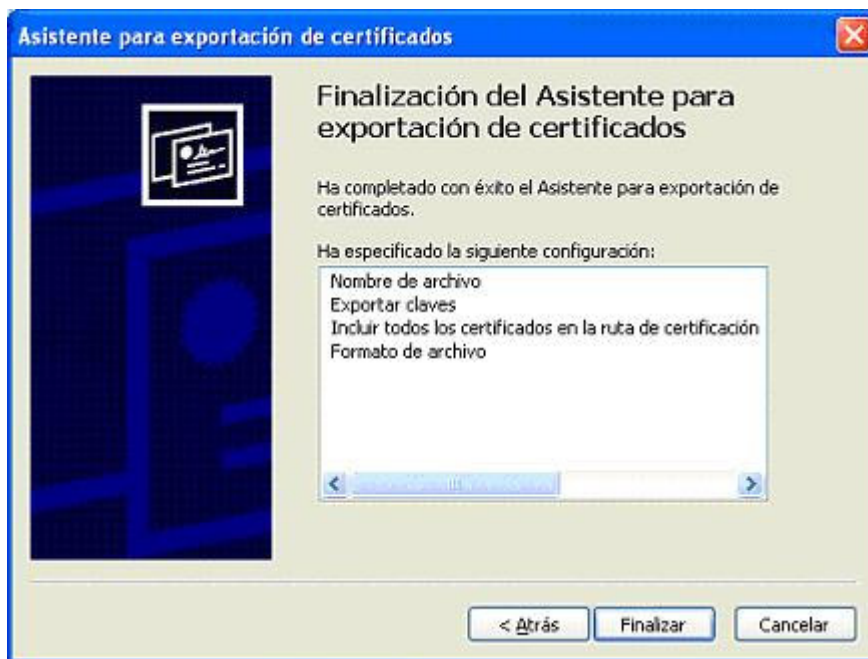 Asistente para exportación de certificados
Finalización del Asistente para
exportación de certificados
Ha completado con éxito el Asistente para exportación de
certificados.
Ha especificado la siguiente configuración:
Nombre de archivo
Exportar claves
Incluir todos los certificados en la ruta de certificación
Formato de archivo
< Atrás
Finalizar
Cancelar